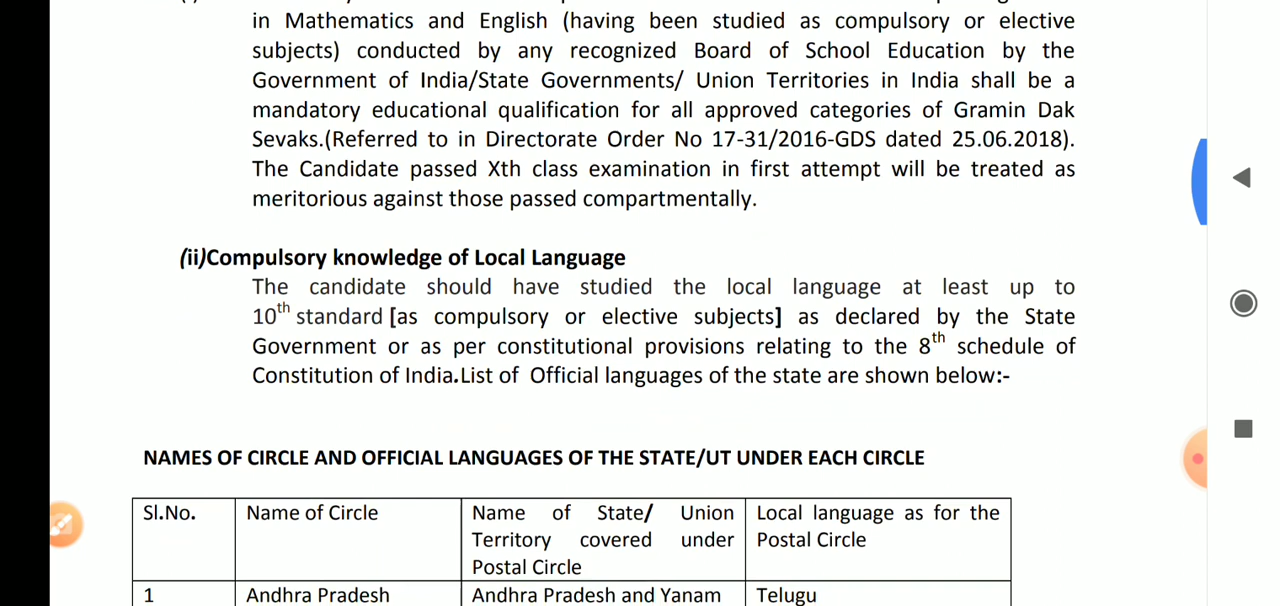 in Mathematics and English (having been studied as compulsory or elective
subjects) conducted by any recognized Board of School Education by the
Government of India/State Governments/ Union Territories in India shall be a
mandatory educational qualification for all approved categories of Gramin Dak
Sevaks.(Referred to in Directorate Order No 17-31/2016-GDS dated 25.06.2018).
The Candidate passed Xth class examination in first attempt will be treated as
meritorious against those passed compartmentally.
(ii)Compulsory knowledge of Local Language
The candidate should have studied the local language at least up to
10th standard [as compulsory or elective subjects] as declared by the State
Government or as per constitutional provisions relating to the 8th schedule of
Constitution of India.List of Official languages of the state are shown below:-
NAMES OF CIRCLE AND OFFICIAL LANGUAGES OF THE STATE/UT UNDER EACH CIRCLE
Sl.No. Name of Circle Name of State/ Union Local language as for the
Territory covered under Postal Circle
Postal Circle
1 Andhra Pradesh Andhra Pradesh and Yanam Telugu